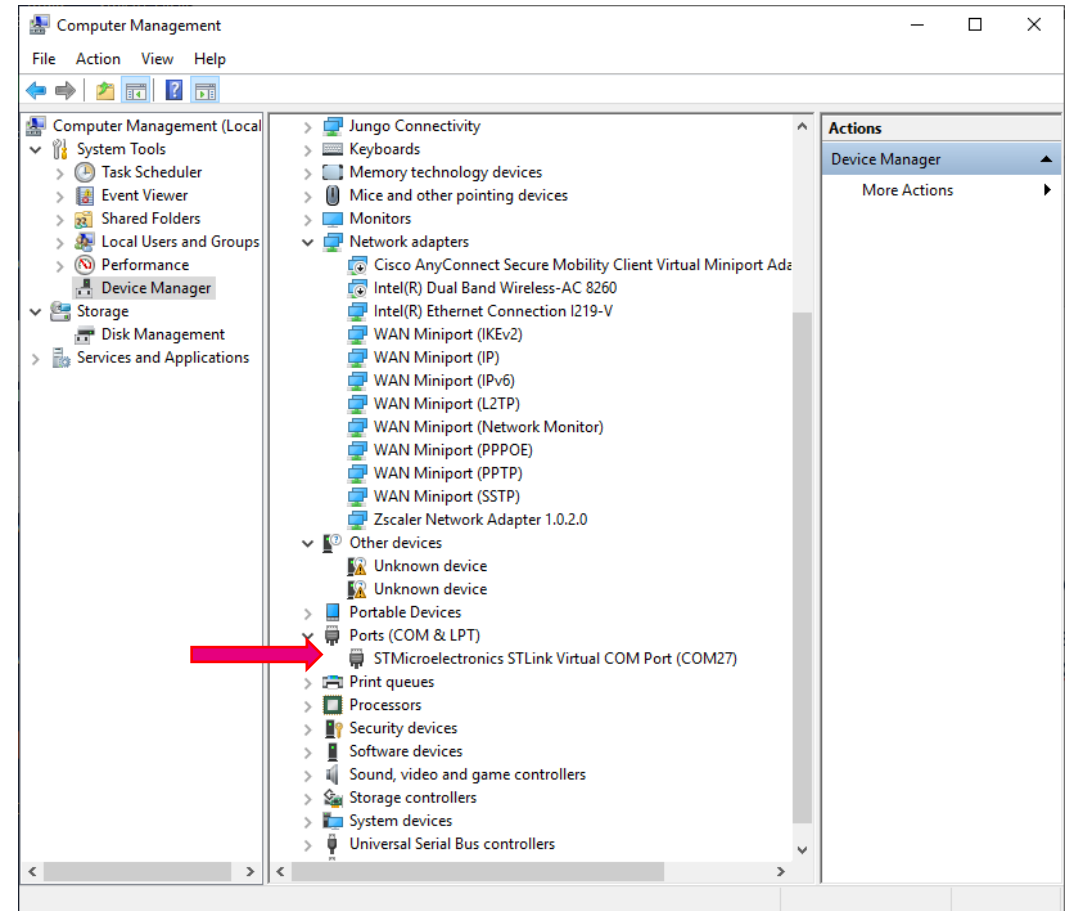 Computer Management
File Action View Help
Computer Management (Local
System Tools
Task Scheduler
Event Viewer
Shared Folders
Local Users and Groups
Performance
Device Manager
Storage
Disk Management
Services and Applications
Jungo Connectivity
Keyboards
Memory technology devices
Mice and other pointing devices
Monitors
Network adapters
Cisco AnyConnect Secure Mobility Client Virtual Miniport Ada
Intel(R) Dual Band Wireless-AC 8260
Intel(R) Ethernet Connection I219-V
WAN Miniport (IKEv2)
WAN Miniport (IP)
WAN Miniport (IPv6)
WAN Miniport (L2TP)
WAN Miniport (Network Monitor)
WAN Miniport (PPPOE)
WAN Miniport (PPTP)
WAN Miniport (SSTP)
Zscaler Network Adapter 1.0.2.0
Other devices
Unknown device
Unknown device
Portable Devices
Ports (COM & LPT)
STMicroelectronics STLink Virtual COM Port (COM27)
Print queues
Processors
Security devices
Software devices
Sound, video and game controllers
Storage controllers
System devices
Universal Serial Bus controllers
Actions
Device Manager
More Actions